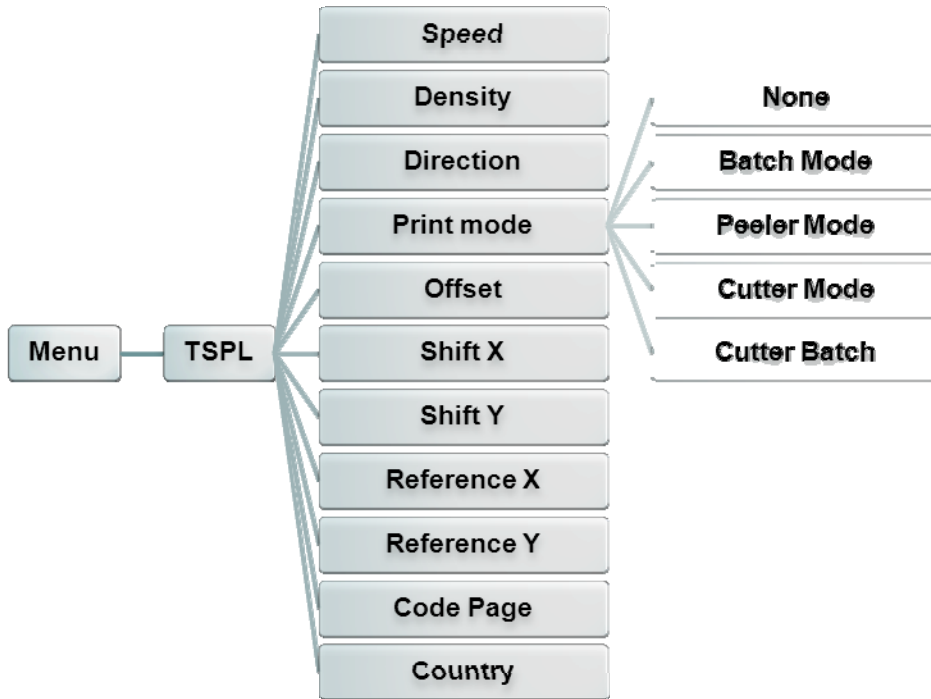 Menu
TSPL
Speed
Density
Direction
Print mode
Offset
Shift X
Shift Y
Reference X
Reference Y
Code Page
Country
None
Batch Mode
Peeler Mode
Cutter Mode
Cutter Batch